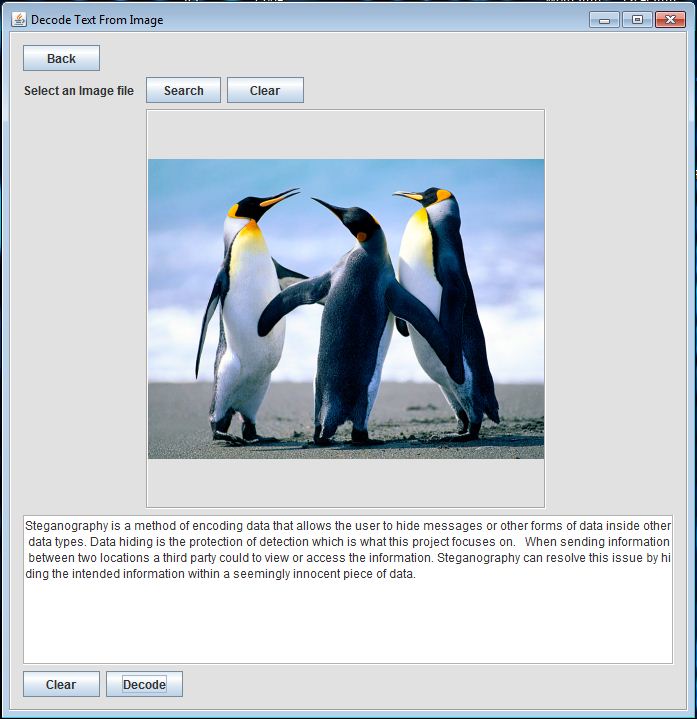 Decode Text From Image
Back
Select an Image file Search Clear
Steganography is a method of encoding data that allows the user to hide messages or other forms of data inside other
data types. Data hiding is the protection of detection which is what this project focuses on.   When sending information
between two locations a third party could to view or access the information. Steganography can resolve this issue by hi
ding the intended information within a seemingly innocent piece of data.
Clear Decode